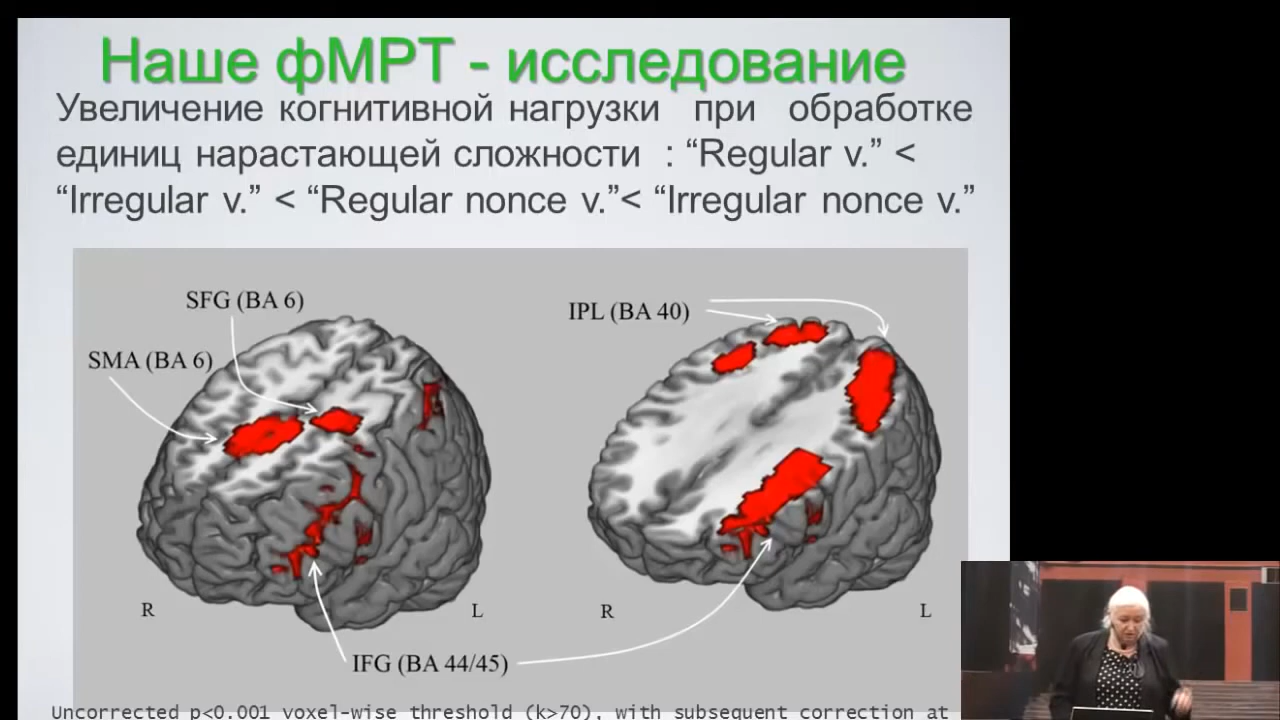 Наше фМРТ - исследование
Увеличение когнитивной нагрузки при обработке
единиц нарастающей сложности : “Regular v.” <
“Irregular v.” < “Regular nonce v.”< “Irregular nonce v.”
SFG (BA 6)
IPL (BA 40)
SMA (BA 6)
R
L
R
L
IFG (BA 44/45)
Uncorrected p<0.001 voxel-wise threshold (k>70), with subsequent correction at